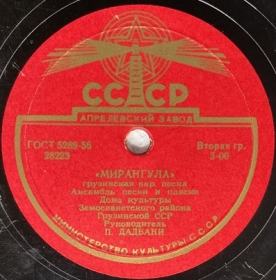 СССР
АПРЕЛЕВСКИЙ ЗАВОД
ГОСТ 5289-56
28223
Вторая гр.
3-00
«МИРАНГУЛА»
грузинская нар. песня
Ансамбль песни и пляски
Дома культуры
Земосванетского района
Грузинской ССР
Руководитель
П. ДАДВАНИ
МИНИСТЕРСТВО КУЛЬТУРЫ СССР